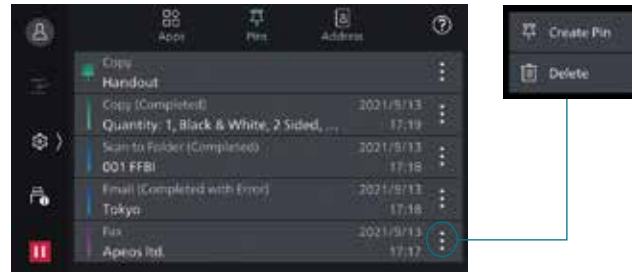 Apps
Pins
Address
Copy
Handout
Copy (Completed)
2021/9/13
Quantity: 1, Black & White, 2 Sided, ...
17:19
Scan to Folder (Completed)
2021/9/13
001 FFBI
17:18
Email (Completed with Error)
2021/9/13
Tokyo
17:18
Fax
2021/9/13
Apeos ltd.
17:17
Create Pin
Delete